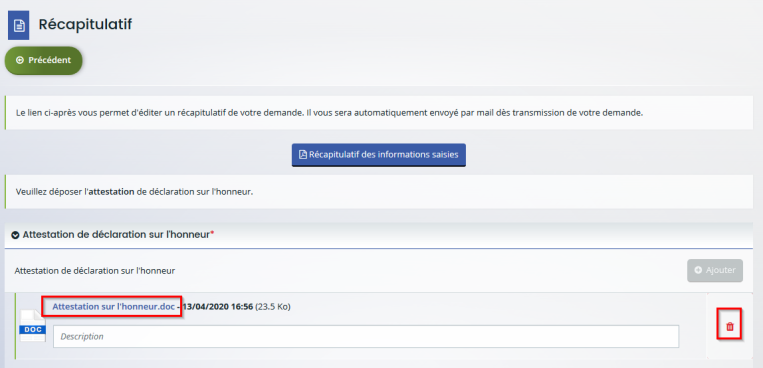 Récapitulatif
Précédent
Le lien ci-après vous permet d'éditer un récapitulatif de votre demande. Il vous sera automatiquement envoyé par mail dès transmission de votre demande.
Récapitulatif des informations saisies
Veuillez déposer l'attestation de déclaration sur l'honneur.
Attestation de déclaration sur l'honneur*
Attestation de déclaration sur l'honneur
Ajouter
Attestation sur l'honneur.doc - 13/04/2020 16:56 (23.5 Ko)
DOC
Description